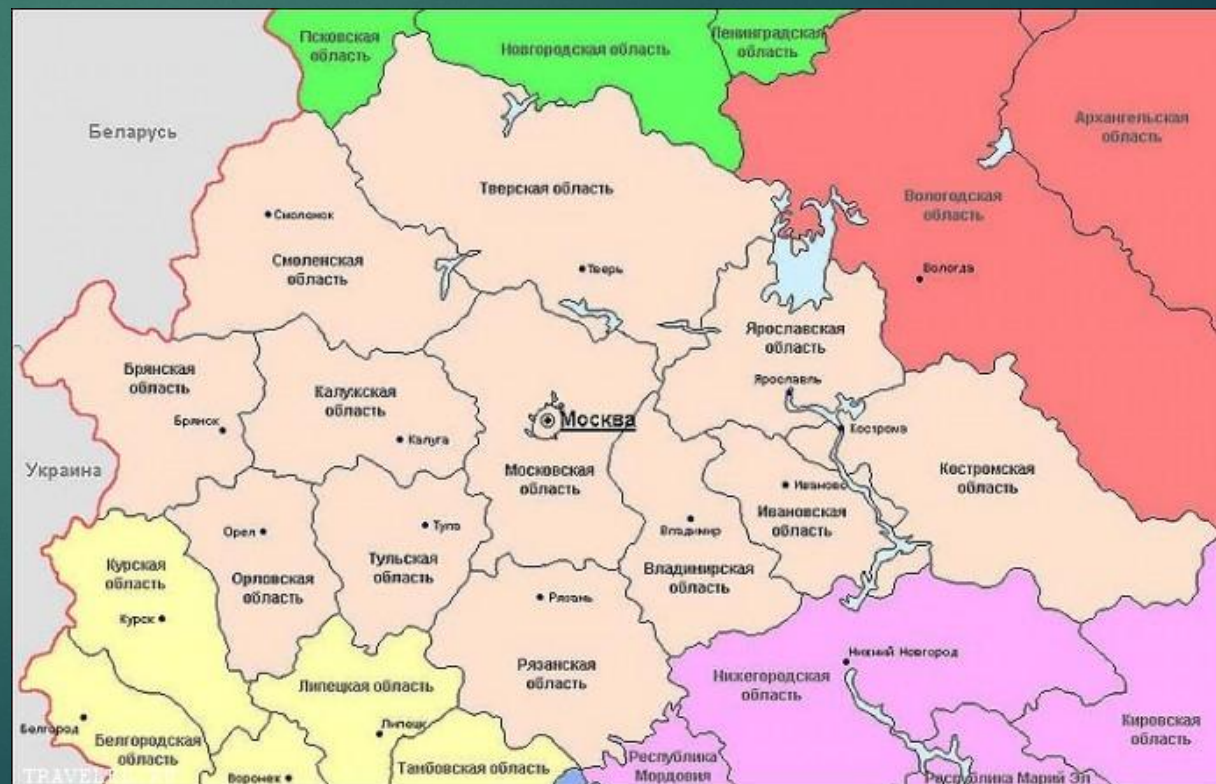 Псковская
область
Новгородская область
Ленинградская
область
Беларусь
Архангельская
область
Тверская область
Вологодская
область
Смоленск
Смоленская
область
Тверь
Вологда
Ярославская
область
Брянская
область
Калужская
область
Ярославль
Брянск
Калуга
Москва
Кострома
Украина
Московская
область
Костромская
область
Иваново
Ивановская
область
Орел
Тула
Владимир
Курская
область
Орловская
область
Тульская
область
Владимирская
область
Курск
Рязань
Рязанская
область
Нижний Новгород
Нижегородская
область
Липецкая область
Белгород
Белгородская
область
Липецк
Кировская
область
Воронеж
Тамбовская область
Республика
Мордовия
Республика Марий Эл